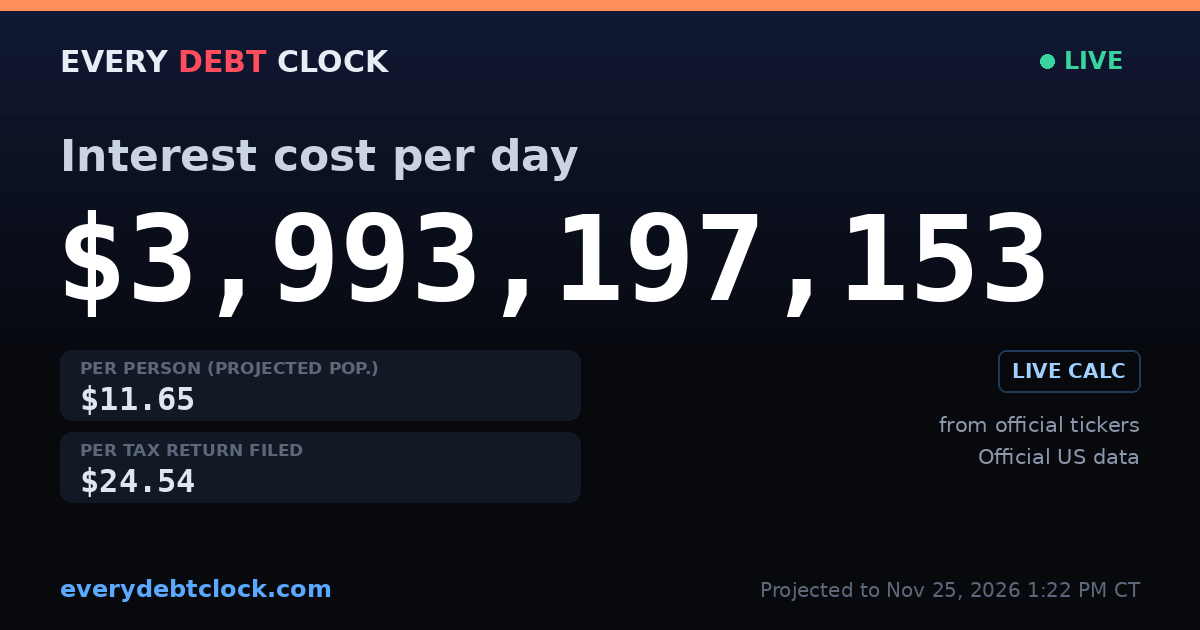 EVERY DEBT CLOCK
LIVE
Interest cost per day
$3,993,197,153
PER PERSON (PROJECTED POP.)
$11.65
PER TAX RETURN FILED
$24.54
LIVE CALC
from official tickers
Official US data
everydebtclock.com
Projected to Nov 25, 2026 1:22 PM CT